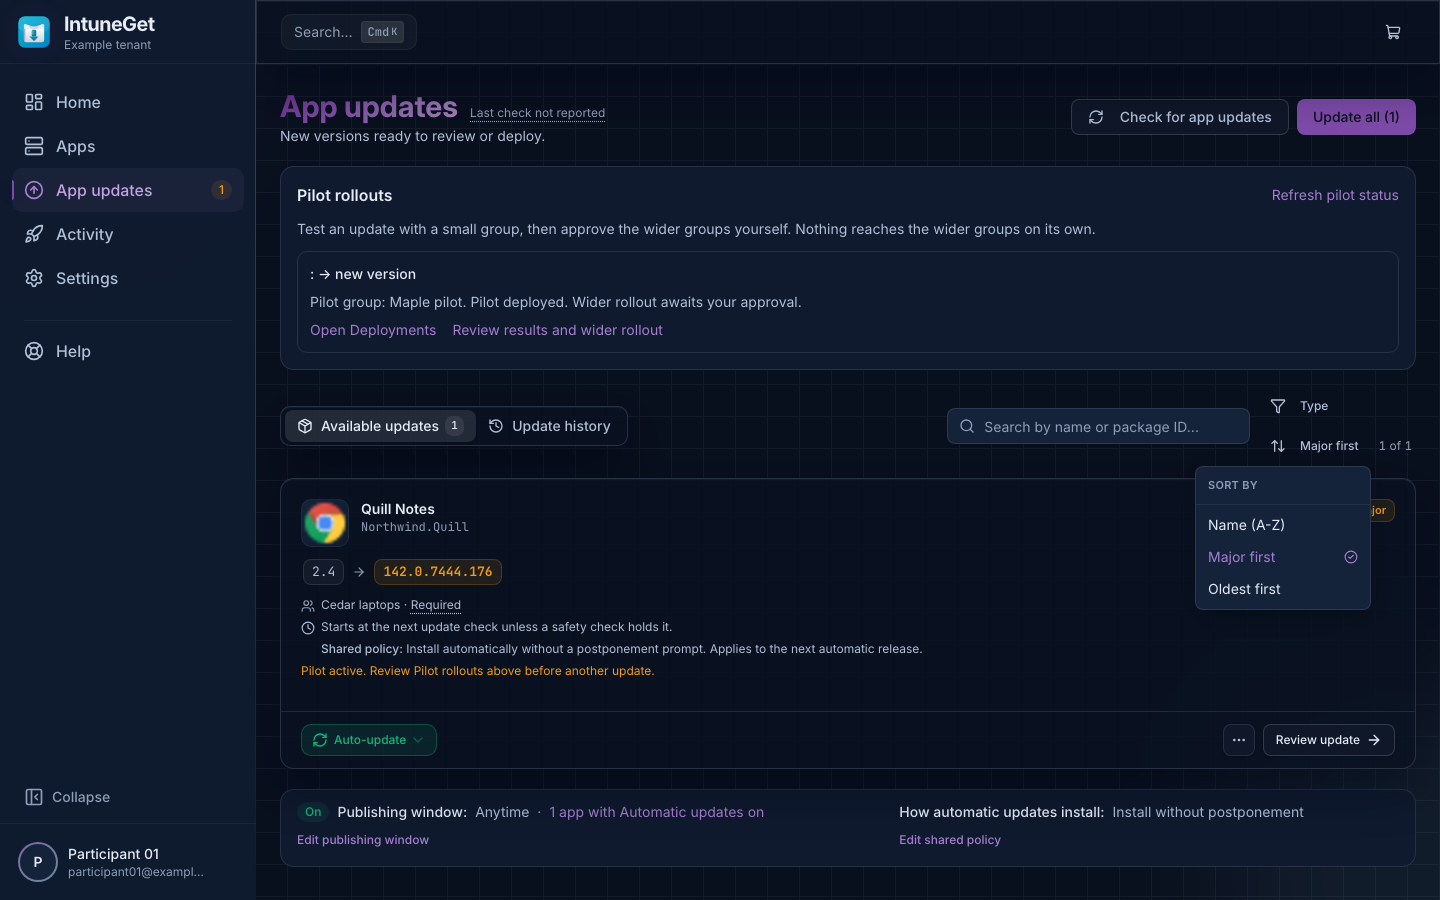 IntuneGet
Example tenant
Search... Cmd K
Home
Apps
App updates 1
Activity
Settings
Help
Collapse
P
Participant 01
participant01@exampl...
App updates Last check not reported
New versions ready to review or deploy.
Check for app updates
Update all (1)
Pilot rollouts
Refresh pilot status
Test an update with a small group, then approve the wider groups yourself. Nothing reaches the wider groups on its own.
: → new version
Pilot group: Maple pilot. Pilot deployed. Wider rollout awaits your approval.
Open Deployments Review results and wider rollout
Available updates 1
Update history
Search by name or package ID...
Type
Major first 1 of 1
SORT BY
Name (A-Z)
Major first
Oldest first
Quill Notes
Northwind.Quill
jor
2.4 → 142.0.7444.176
Cedar laptops · Required
Starts at the next update check unless a safety check holds it.
Shared policy: Install automatically without a postponement prompt. Applies to the next automatic release.
Pilot active. Review Pilot rollouts above before another update.
Auto-update
Review update →
On Publishing window: Anytime · 1 app with Automatic updates on
Edit publishing window
How automatic updates install: Install without postponement
Edit shared policy